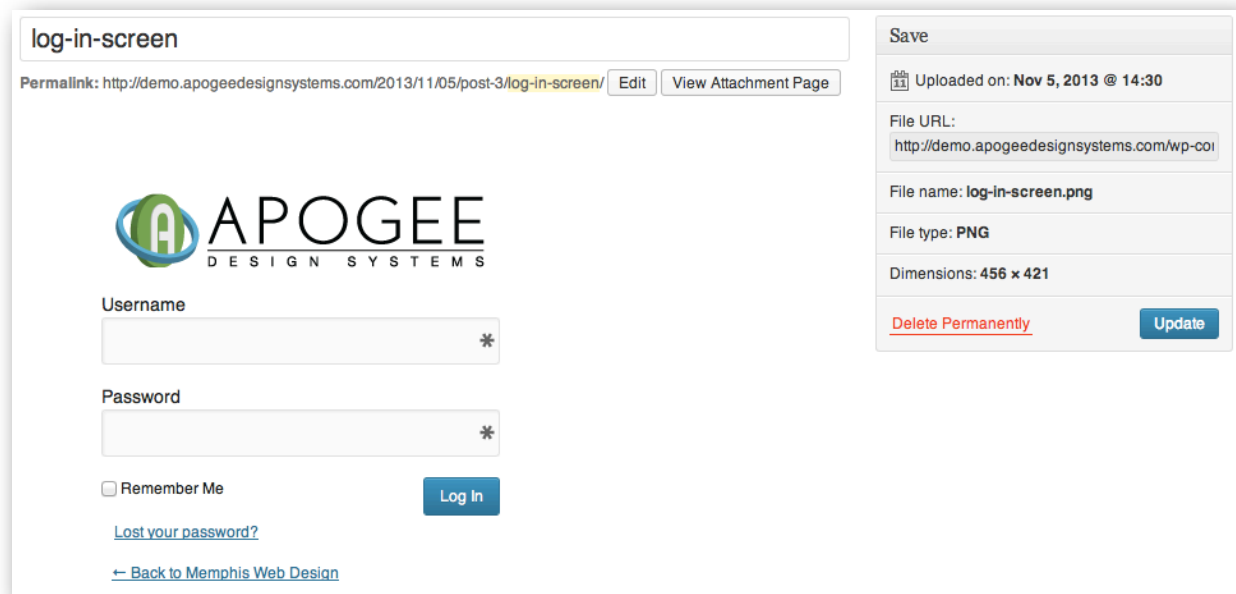 log-in-screen
Permalink: http://demo.apogeedesignsystems.com/2013/11/05/post-3/log-in-screen/ Edit View Attachment Page
A APOGEE
DESIGN SYSTEMS
Username
*
Password
*
Remember Me
Log In
Lost your password?
← Back to Memphis Web Design
Save
11 Uploaded on: Nov 5, 2013 @ 14:30
File URL:
http://demo.apogeedesignsystems.com/wp-co
File name: log-in-screen.png
File type: PNG
Dimensions: 456 × 421
Delete Permanently
Update